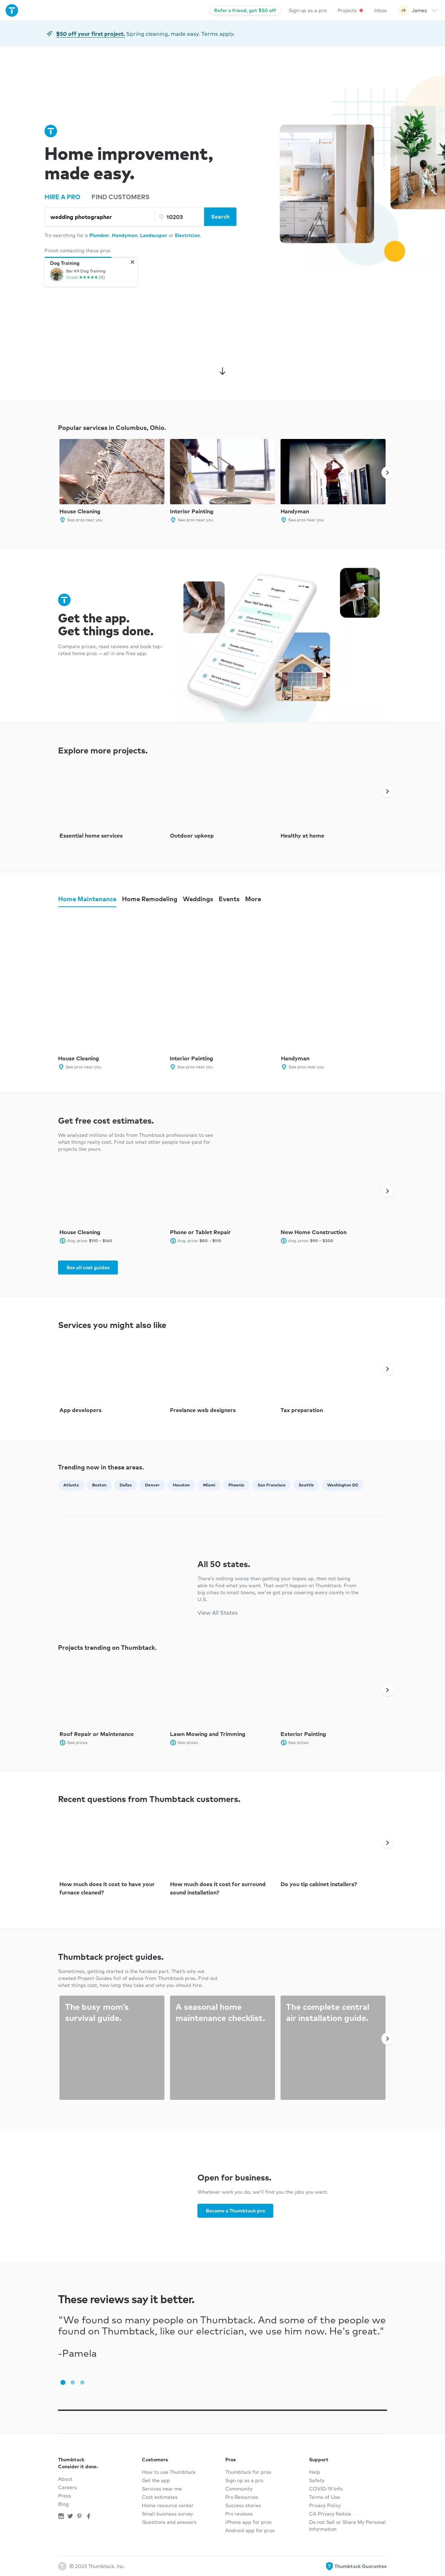 Refer a friend, get $50 off!
Sign up as a pro
Projects
Inbox
James
$50 off your first project. Spring cleaning, made easy. Terms apply.
Home improvement,
made easy.
HIRE A PRO
FIND CUSTOMERS
wedding photographer
10203
Search
Try searching for a Plumber, Handyman, Landscaper or Electrician.
Finish contacting these pros
Dog Training
Bar K9 Dog Training
Popular services in Columbus, Ohio.
House Cleaning
Interior Painting
Handyman
See pros near you
See pros near you
See pros near you
Get the app.
Get things done.
Compare prices, read reviews and book top-
rated home pros — all in one free app.
Projects
Explore more projects.
Essential home services
Outdoor upkeep
Healthy at home
Home Maintenance
Home Remodeling
Weddings
Events
More
House Cleaning
Interior Painting
Handyman
See pros near you
See pros near you
See pros near you
Get free cost estimates.
We analyzed millions of bids from Thumbtack professionals to see
what things really cost. Find out what other people have paid for
projects like yours.
House Cleaning
Phone or Tablet Repair
New Home Construction
Avg. price: $110 – $140
Avg. price: $80 – $110
Avg. price: $90 – $200
See all cost guides
Services you might also like
App developers
Freelance web designers
Tax preparation
Trending now in these areas.
Atlanta
Boston
Dallas
Denver
Houston
Miami
Phoenix
San Francisco
Seattle
Washington DC
All 50 states.
There's nothing worse than getting your hopes up, then not being
able to find what you want. That won't happen on Thumbtack. From
big cities to small towns, we've got pros covering every county in the
U.S.
View All States
Projects trending on Thumbtack.
Roof Repair or Maintenance
Lawn Mowing and Trimming
Exterior Painting
See prices
See prices
See prices
Recent questions from Thumbtack customers.
How much does it cost to have your
furnace cleaned?
How much does it cost for surround
sound installation?
Do you tip cabinet installers?
Thumbtack project guides.
Sometimes, getting started is the hardest part. That's why we
created Project Guides full of advice from Thumbtack pros. Find out
what things cost, how long they take and why you should hire.
The busy mom's
survival guide.
A seasonal home
maintenance checklist.
The complete central
air installation guide.
Open for business.
Whatever work you do, we'll find you the jobs you want.
Become a Thumbtack pro
These reviews say it better.
"We found so many people on Thumbtack. And some of the people we
found on Thumbtack, like our electrician, we use him now. He's great."
-Pamela
Thumbtack
Consider it done.
About
Careers
Press
Blog
Customers
How to use Thumbtack
Get the app
Services near me
Cost estimates
Home resource center
Small business survey
Questions and answers
Pros
Thumbtack for pros
Sign up as a pro
Community
Pro Resources
Success stories
Pro reviews
iPhone app for pros
Android app for pros
Support
Help
Safety
COVID-19 Info
Terms of Use
Privacy Policy
CA Privacy Notice
Do not Sell or Share My Personal
Information
© 2023 Thumbtack, Inc.
Thumbtack Guarantee